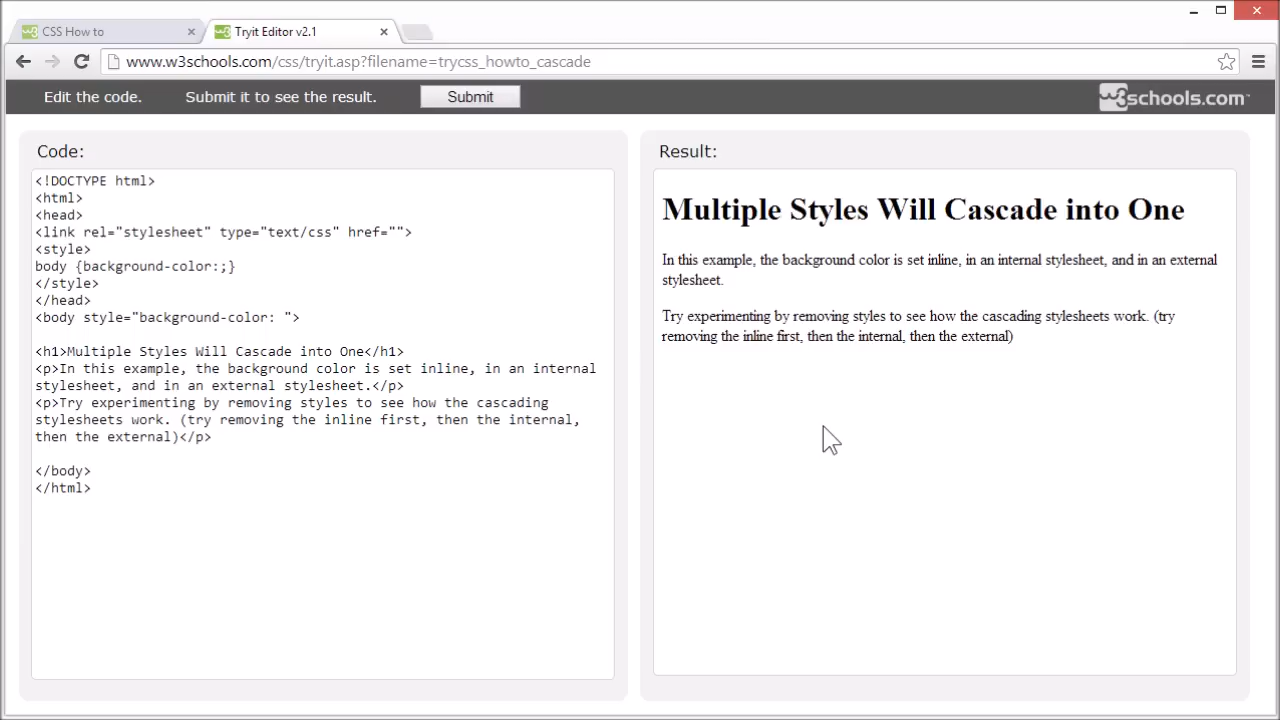 CSS How to
Tryit Editor v2.1
www.w3schools.com/css/tryit.asp?filename=trycss_howto_cascade
Edit the code. Submit it to see the result. Submit
w3schools.com
Code:
<!DOCTYPE html>
<html>
<head>
<link rel="stylesheet" type="text/css" href="">
<style>
body {background-color:;}
</style>
</head>
<body style="background-color: ">
<h1>Multiple Styles Will Cascade into One</h1>
<p>In this example, the background color is set inline, in an internal
stylesheet, and in an external stylesheet.</p>
<p>Try experimenting by removing styles to see how the cascading
stylesheets work. (try removing the inline first, then the internal,
then the external)</p>
</body>
</html>
Result:
Multiple Styles Will Cascade into One
In this example, the background color is set inline, in an internal stylesheet, and in an external
stylesheet.
Try experimenting by removing styles to see how the cascading stylesheets work. (try
removing the inline first, then the internal, then the external)